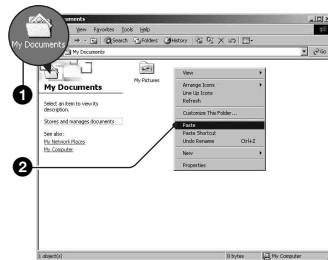 My Documents
uments
View Favorites Tools Help
Search Folders History
My Documents
Go
1
My Documents
Select an item to view its description.
Stores and manages documents
See also:
My Network Places
My Computer
My Pictures
View
Arrange Icons
Line Up Icons
Refresh
Customize This Folder...
Paste
Paste Shortcut
Undo Rename Ctrl+Z
New
Properties
2
1 object(s)
0 bytes
My Computer